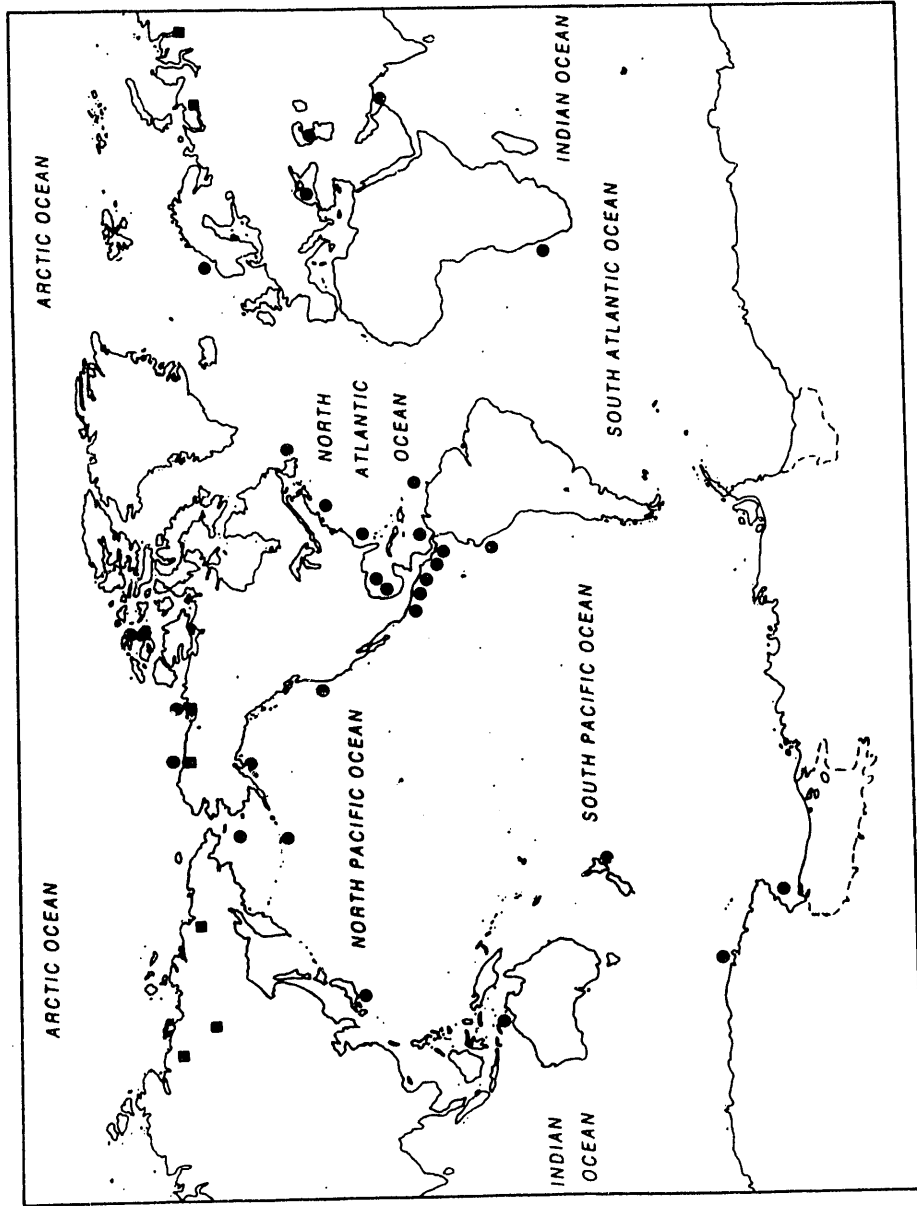 ARCTIC OCEAN
ARCTIC OCEAN
NORTH PACIFIC OCEAN
NORTH
ATLANTIC
OCEAN
INDIAN OCEAN
INDIAN
OCEAN
SOUTH PACIFIC OCEAN
SOUTH ATLANTIC OCEAN